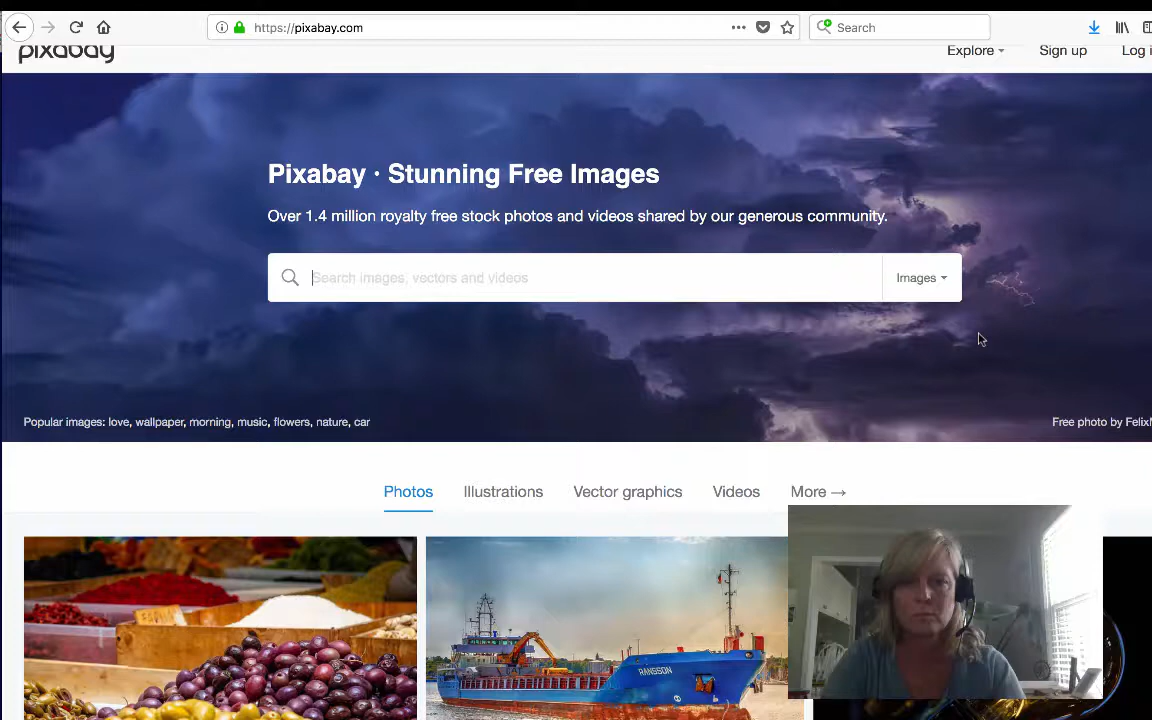 https://pixabay.com
Search
pixabay
Explore
Sign up
Log i
Pixabay · Stunning Free Images
Over 1.4 million royalty free stock photos and videos shared by our generous community.
Search images, vectors and videos
Images
Popular images: love, wallpaper, morning, music, flowers, nature, car
Free photo by Felix
Photos
Illustrations
Vector graphics
Videos
More →
RANGSON